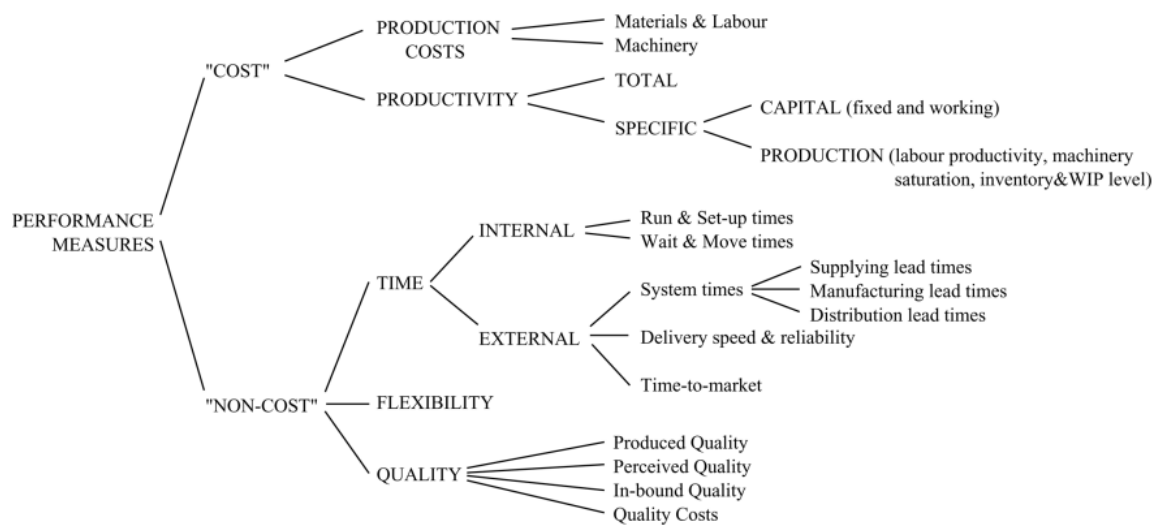 PERFORMANCE
MEASURES
"COST"
PRODUCTION
COSTS
Materials & Labour
Machinery
PRODUCTIVITY
TOTAL
SPECIFIC
CAPITAL (fixed and working)
PRODUCTION (labour productivity, machinery
saturation, inventory&WIP level)
"NON-COST"
TIME
INTERNAL
Run & Set-up times
Wait & Move times
EXTERNAL
System times
Supplying lead times
Manufacturing lead times
Distribution lead times
Delivery speed & reliability
Time-to-market
FLEXIBILITY
QUALITY
Produced Quality
Perceived Quality
In-bound Quality
Quality Costs